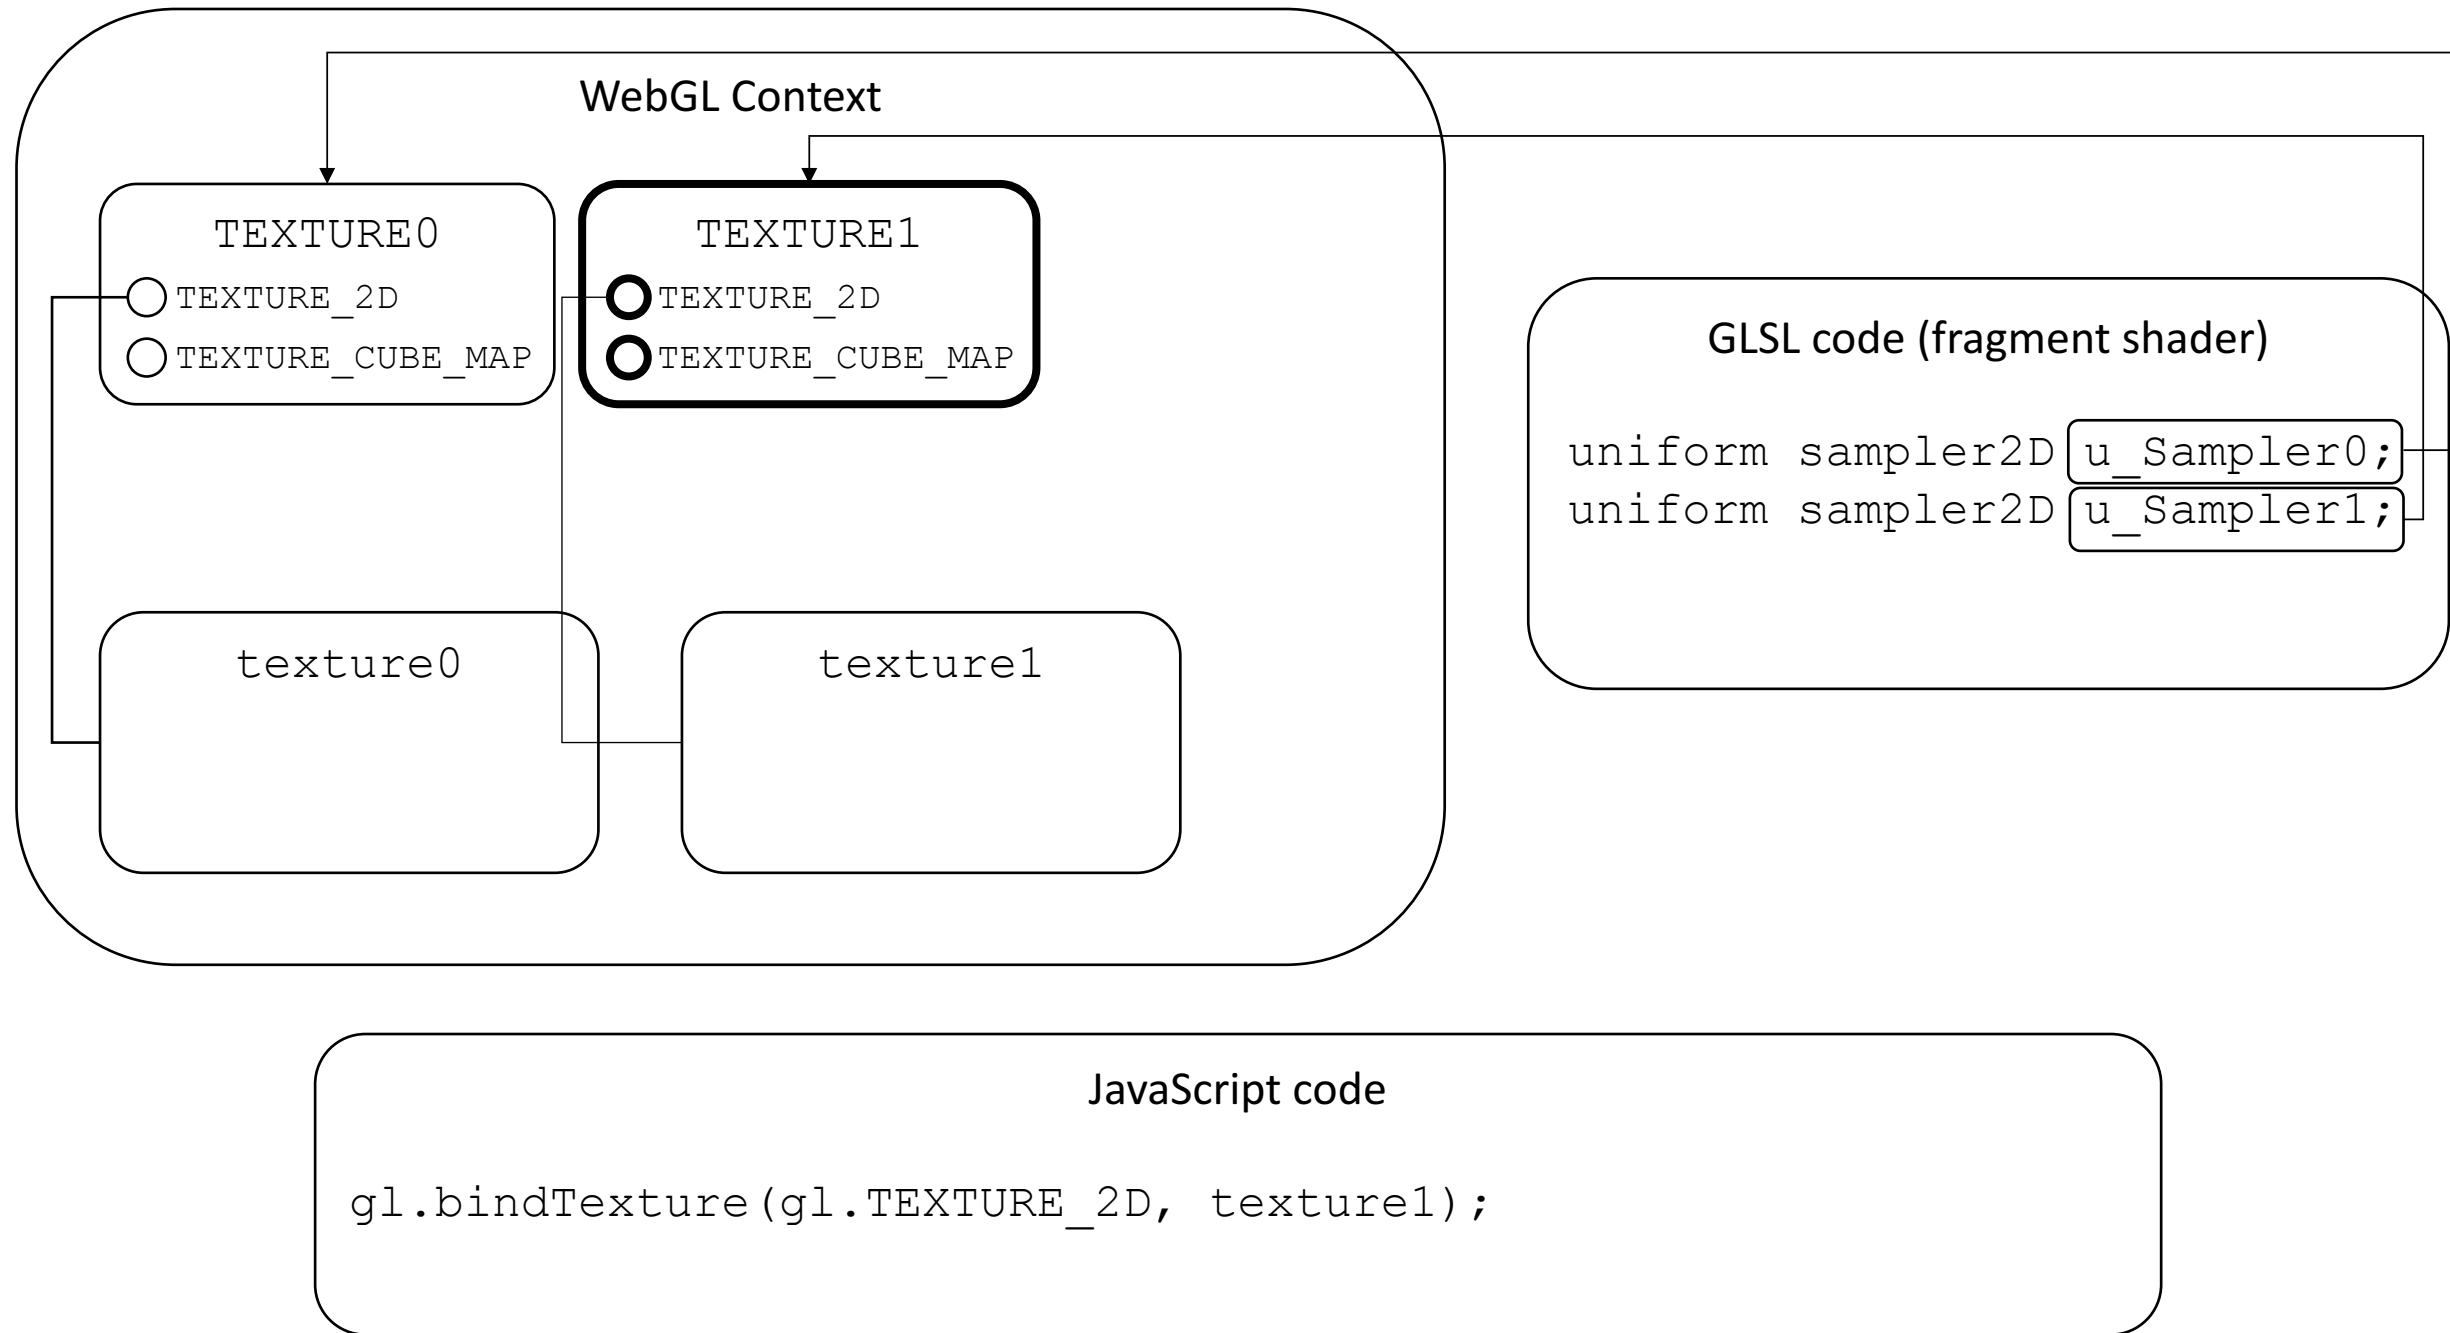 WebGL Context
TEXTURE0
TEXTURE_2D
TEXTURE_CUBE_MAP
TEXTURE1
TEXTURE_2D
TEXTURE_CUBE_MAP
texture0
texture1
GLSL code (fragment shader)
uniform sampler2D u_Sampler0;
uniform sampler2D u_Sampler1;
JavaScript code
gl.bindTexture(gl.TEXTURE_2D, texture1);